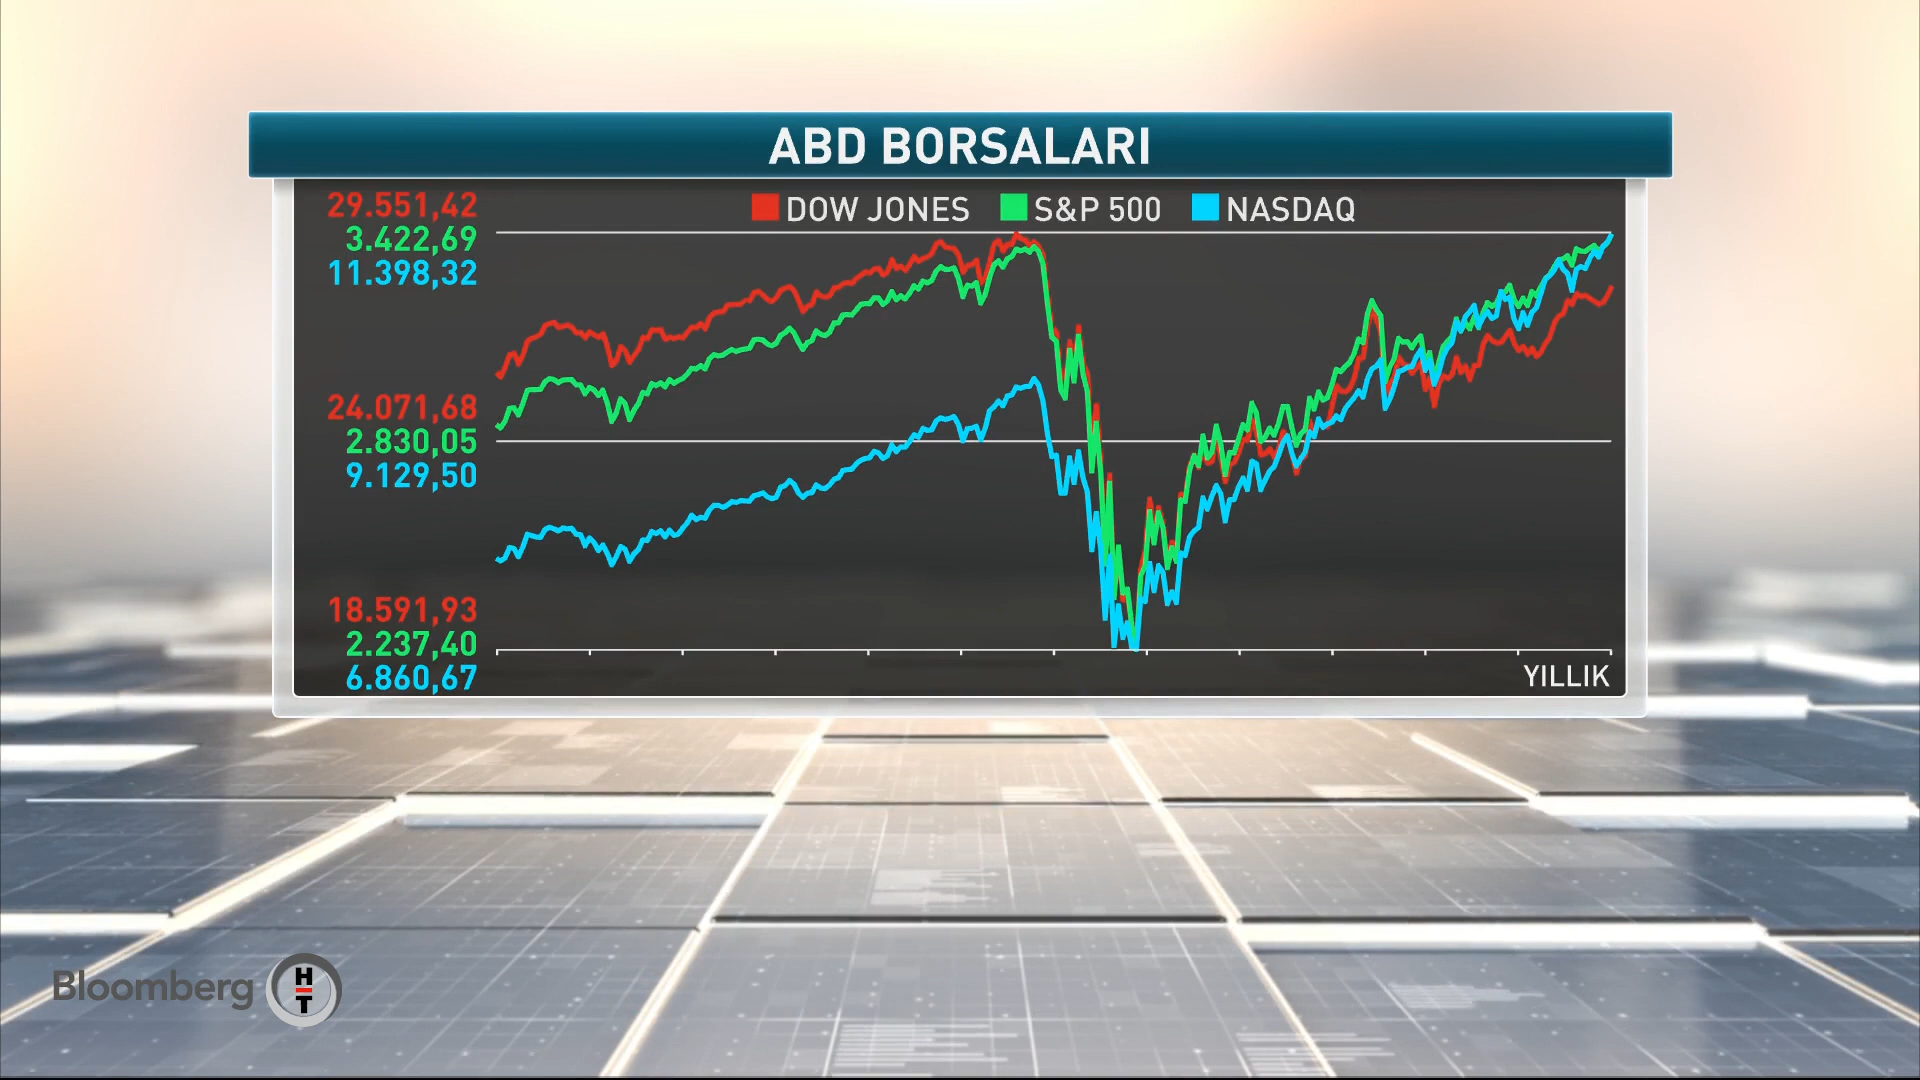 ABD BORSALARI
DOW JONES S&P 500 NASDAQ
29.551,42
3.422,69
11.398,32
24.071,68
2.830,05
9.129,50
18.591,93
2.237,40
6.860,67
YILLIK
Bloomberg HT